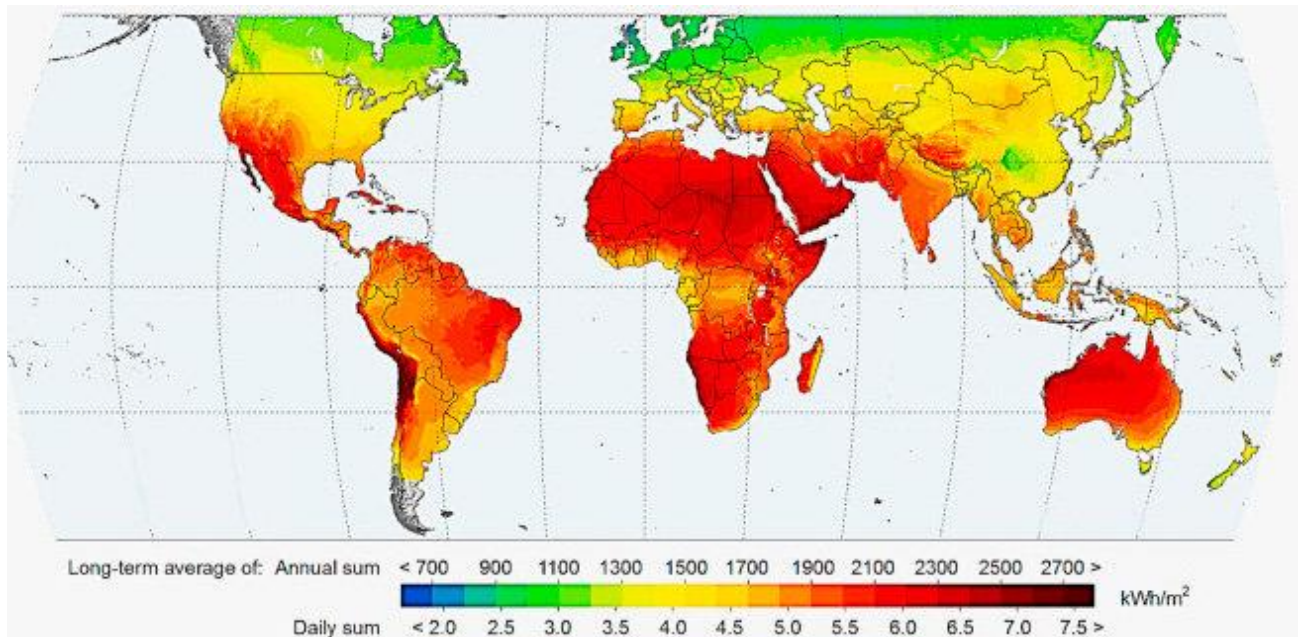 Long-term average of: Annual sum < 700 900 1100 1300 1500 1700 1900 2100 2300 2500 2700 >
kWh/m²
Daily sum < 2.0 2.5 3.0 3.5 4.0 4.5 5.0 5.5 6.0 6.5 7.0 7.5 >